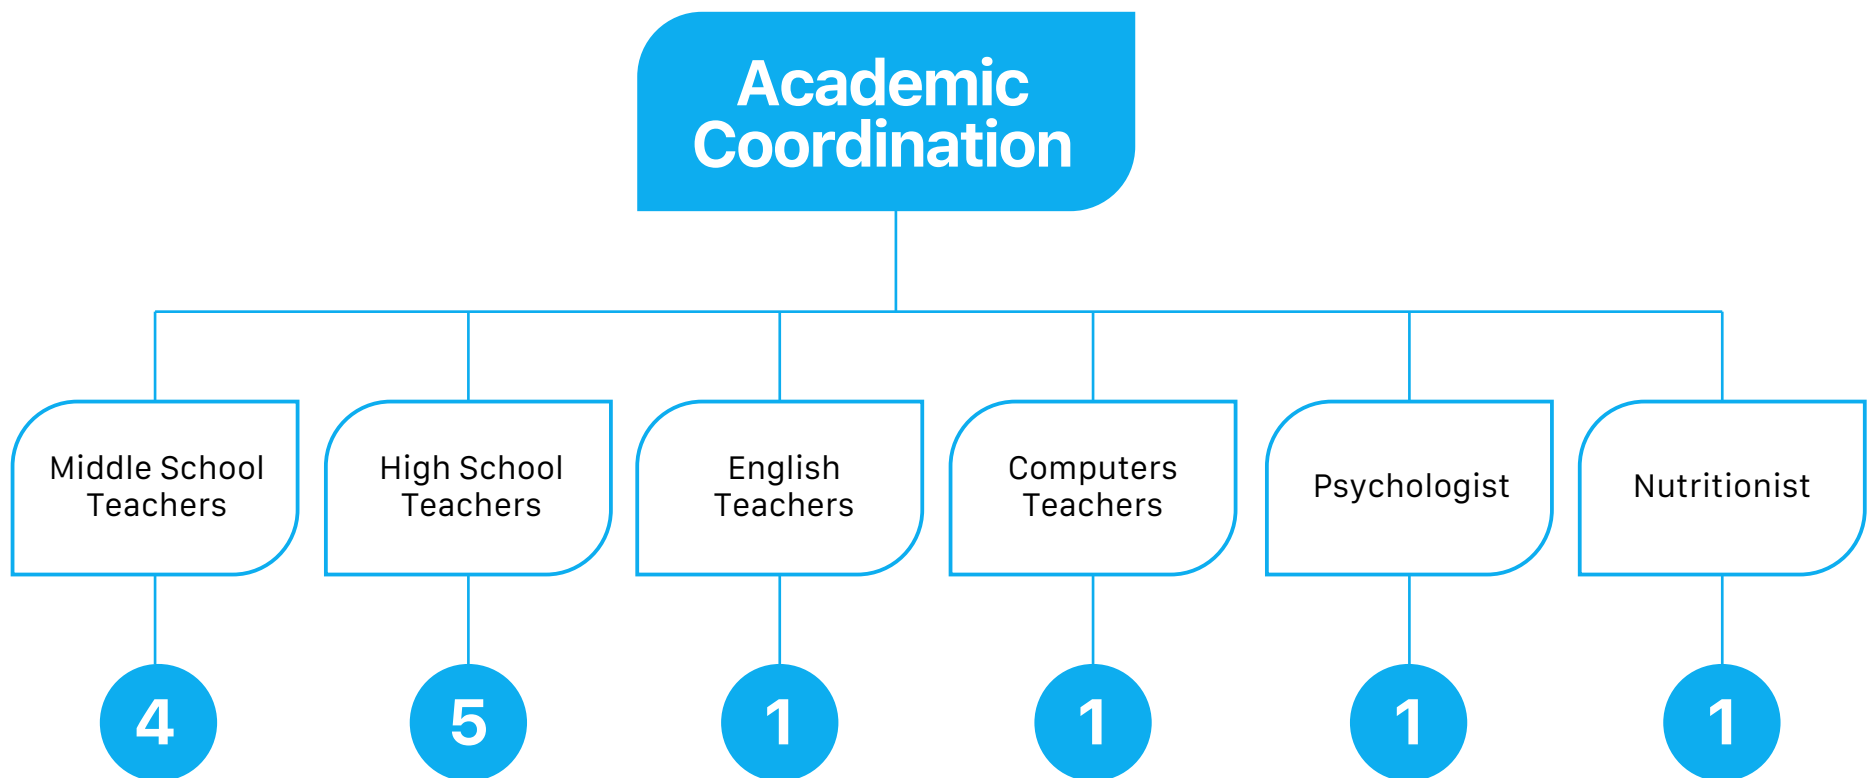 Academic
Coordination
Middle School
Teachers
High School
Teachers
English
Teachers
Computers
Teachers
Psychologist
Nutritionist
4
5
1
1
1
1